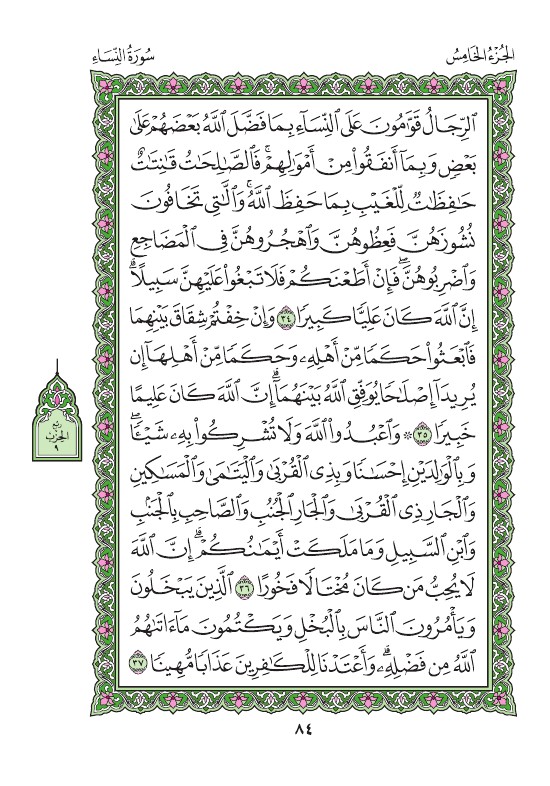 الجُزْءُ الخَامِسُ
سُورَةُ النِّسَاءِ
ٱلرِّجَالُ قَوَّٰمُونَ عَلَى ٱلنِّسَآءِ بِمَا فَضَّلَ ٱللَّهُ بَعْضَهُمْ عَلَىٰ
بَعْضٖ وَبِمَآ أَنفَقُواْ مِنْ أَمْوَٰلِهِمْۚ فَٱلصَّٰلِحَٰتُ قَٰنِتَٰتٌ
حَٰفِظَٰتٞ لِّلْغَيْبِ بِمَا حَفِظَ ٱللَّهُۚ وَٱلَّٰتِي تَخَافُونَ
نُشُوزَهُنَّ فَعِظُوهُنَّ وَٱهْجُرُوهُنَّ فِي ٱلْمَضَاجِعِ
وَٱضْرِبُوهُنَّۖ فَإِنْ أَطَعْنَكُمْ فَلَا تَبْغُواْ عَلَيْهِنَّ سَبِيلًاۗ
إِنَّ ٱللَّهَ كَانَ عَلِيّٗا كَبِيرٗا ٣٤ وَإِنْ خِفْتُمْ شِقَاقَ بَيْنِهِمَا
فَٱبْعَثُواْ حَكَمٗا مِّنْ أَهْلِهِۦ وَحَكَمٗا مِّنْ أَهْلِهَآ إِن
يُرِيدَآ إِصْلَٰحٗا يُوَفِّقِ ٱللَّهُ بَيْنَهُمَآۗ إِنَّ ٱللَّهَ كَانَ عَلِيمًا
خَبِيرٗا ٣٥ ۞ وَٱعْبُدُواْ ٱللَّهَ وَلَا تُشْرِكُواْ بِهِۦ شَيْـٔٗاۖ
وَبِٱلْوَٰلِدَيْنِ إِحْسَٰنٗا وَبِذِي ٱلْقُرْبَىٰ وَٱلْيَتَٰمَىٰ وَٱلْمَسَٰكِينِ
وَٱلْجَارِ ذِي ٱلْقُرْبَىٰ وَٱلْجَارِ ٱلْجُنُبِ وَٱلصَّاحِبِ بِٱلْجَنۢبِ
وَٱبْنِ ٱلسَّبِيلِ وَمَا مَلَكَتْ أَيْمَٰنُكُمْۗ إِنَّ ٱللَّهَ
لَا يُحِبُّ مَن كَانَ مُخْتَالٗا فَخُورًا ٣٦ ٱلَّذِينَ يَبْخَلُونَ
وَيَأْمُرُونَ ٱلنَّاسَ بِٱلْبُخْلِ وَيَكْتُمُونَ مَآ ءَاتَىٰهُمُ
ٱللَّهُ مِن فَضْلِهِۦۗ وَأَعْتَدْنَا لِلْكَٰفِرِينَ عَذَابٗا مُّهِينٗا ٣٧
رُبْعُ
الحِزْبِ
٩
٨٤